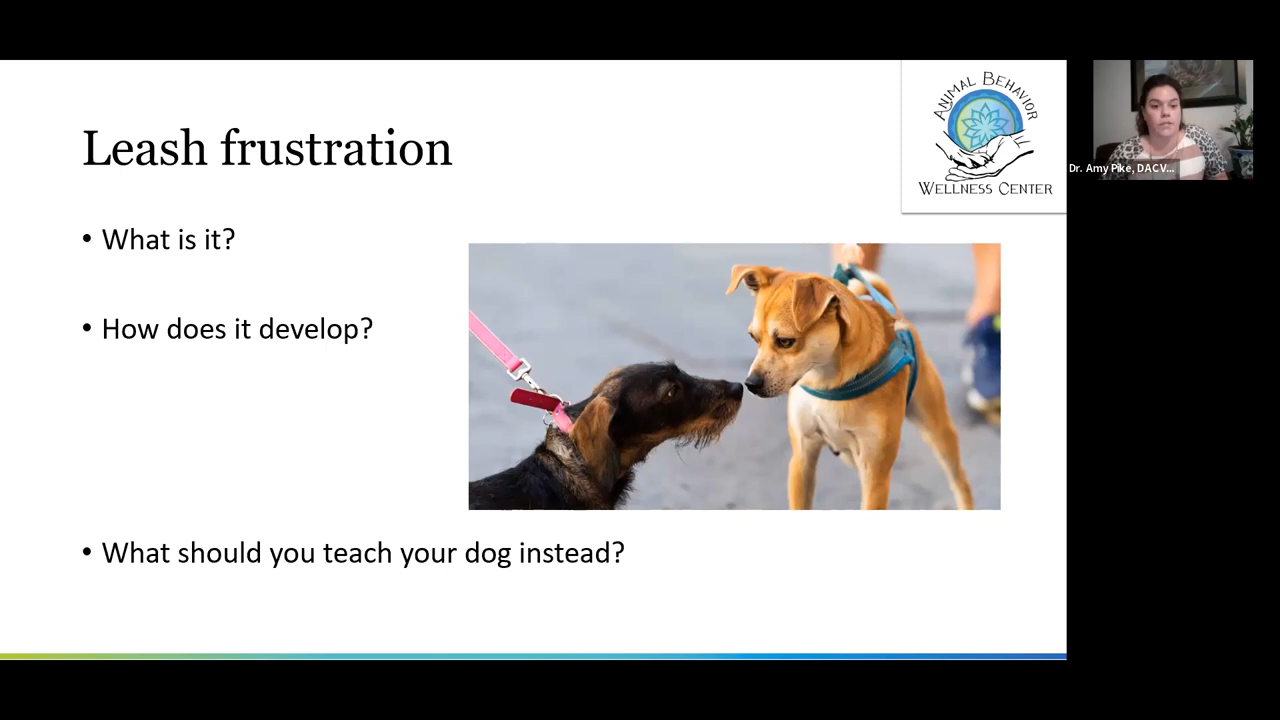 Leash frustration
ANIMAL BEHAVIOR
WELLNESS CENTER
Dr. Amy Pike, DACV...
• What is it?
• How does it develop?
• What should you teach your dog instead?